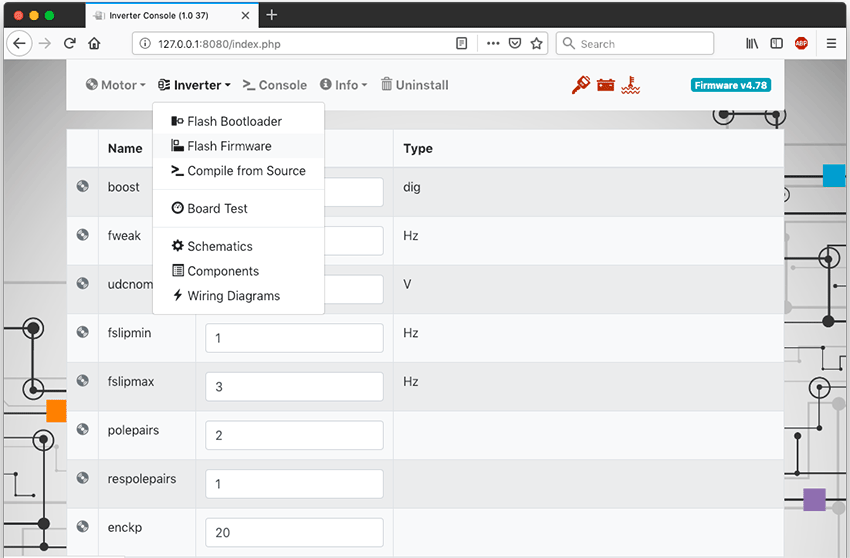 Inverter Console (1.0 37)
127.0.0.1:8080/index.php
Search
ABP
Motor
Inverter
Console
Info
Uninstall
Firmware v4.78
Flash Bootloader
Flash Firmware
Compile from Source
Board Test
Schematics
Components
Wiring Diagrams
Name
Type
boost
dig
fweak
Hz
udcnom
V
fslipmin
1
Hz
fslipmax
3
Hz
polepairs
2
respolepairs
1
enckp
20